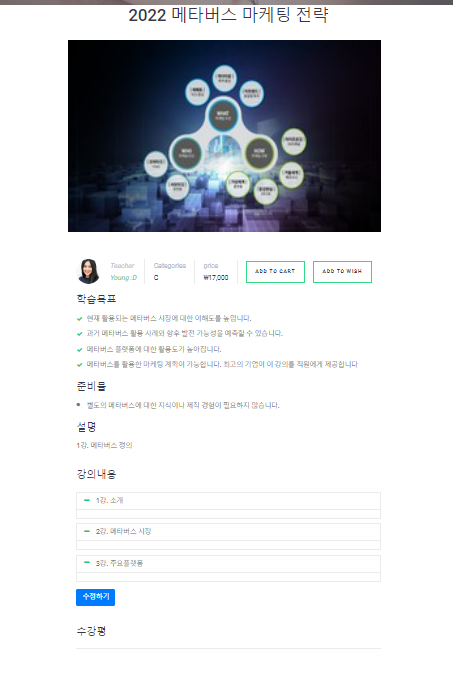 2022 메타버스 마케팅 전략
WHAT
WHO
HOW
Teacher
Young :D
Categories
C
price
₩17,000
ADD TO CART
ADD TO WISH
학습목표
현재 활용되는 메타버스 시장에 대한 이해도를 높입니다.
과거 메타버스 활용 사례와 향후 발전 가능성을 예측할 수 있습니다.
메타버스 플랫폼에 대한 활용도가 높아집니다.
메타버스를 활용한 마케팅 계획이 가능합니다. 최고의 기업이 이 강의를 직원에게 제공합니다
준비물
별도의 메타버스에 대한 지식이나 제작 경험이 필요하지 않습니다.
설명
1강. 메타버스 정의
강의내용
1강. 소개
2강. 메타버스 시장
3강. 주요플랫폼
수정하기
수강평